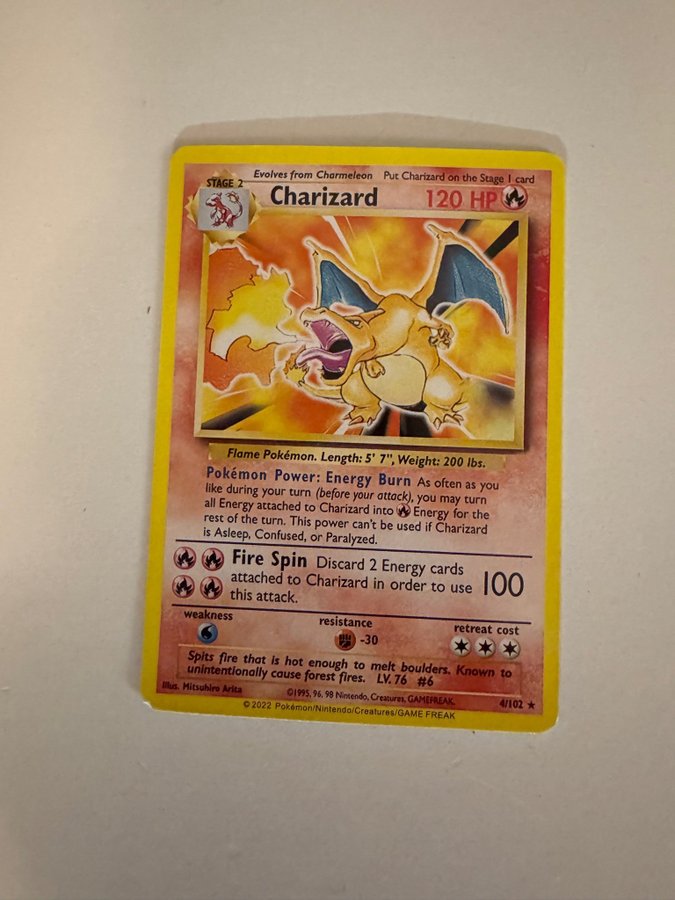 Evolves from Charmeleon Put Charizard on the Stage 1 card
STAGE 2
Charizard 120 HP
Flame Pokémon. Length: 5' 7", Weight: 200 lbs.
Pokémon Power: Energy Burn As often as you
like during your turn (before your attack), you may turn
all Energy attached to Charizard into Energy for the
rest of the turn. This power can't be used if Charizard
is Asleep, Confused, or Paralyzed.
Fire Spin Discard 2 Energy cards
attached to Charizard in order to use 100
this attack.
weakness resistance retreat cost
-30
Spits fire that is hot enough to melt boulders. Known to
unintentionally cause forest fires. LV. 76 #6
Illus. Mitsuhiro Arita ©1995, 96, 98 Nintendo, Creatures, GAMEFREAK. 4/102 ★
© 2022 Pokémon/Nintendo/Creatures/GAME FREAK